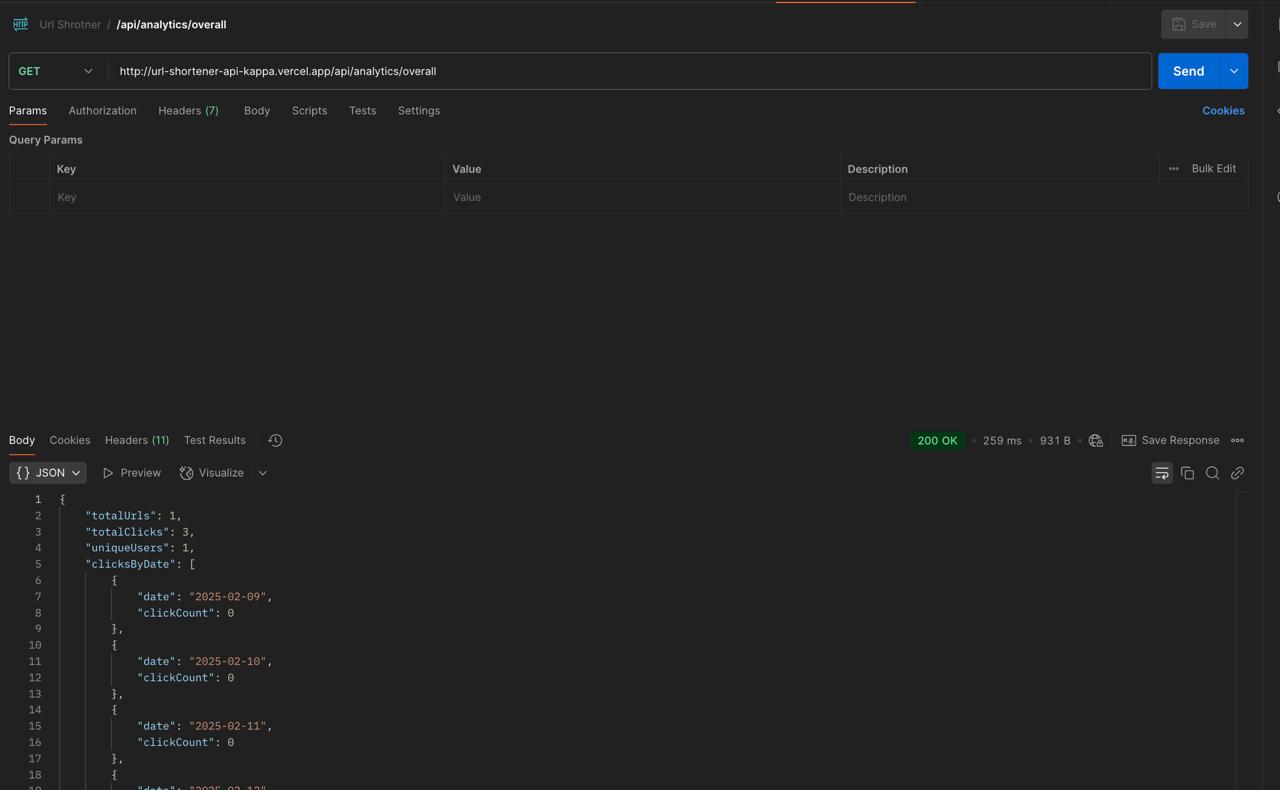 HTTP Url Shrotner / /api/analytics/overall Save
GET http://url-shortener-api-kappa.vercel.app/api/analytics/overall Send
Params Authorization Headers (7) Body Scripts Tests Settings Cookies
Query Params
Key Value Description ••• Bulk Edit
Key Value Description
Body Cookies Headers (11) Test Results 200 OK • 259 ms • 931 B • e.g. Save Response •••
{ } JSON Preview Visualize
1 {
2 "totalUrls": 1,
3 "totalClicks": 3,
4 "uniqueUsers": 1,
5 "clicksByDate": [
6 {
7 "date": "2025-02-09",
8 "clickCount": 0
9 },
10 {
11 "date": "2025-02-10",
12 "clickCount": 0
13 },
14 {
15 "date": "2025-02-11",
16 "clickCount": 0
17 },
18 {